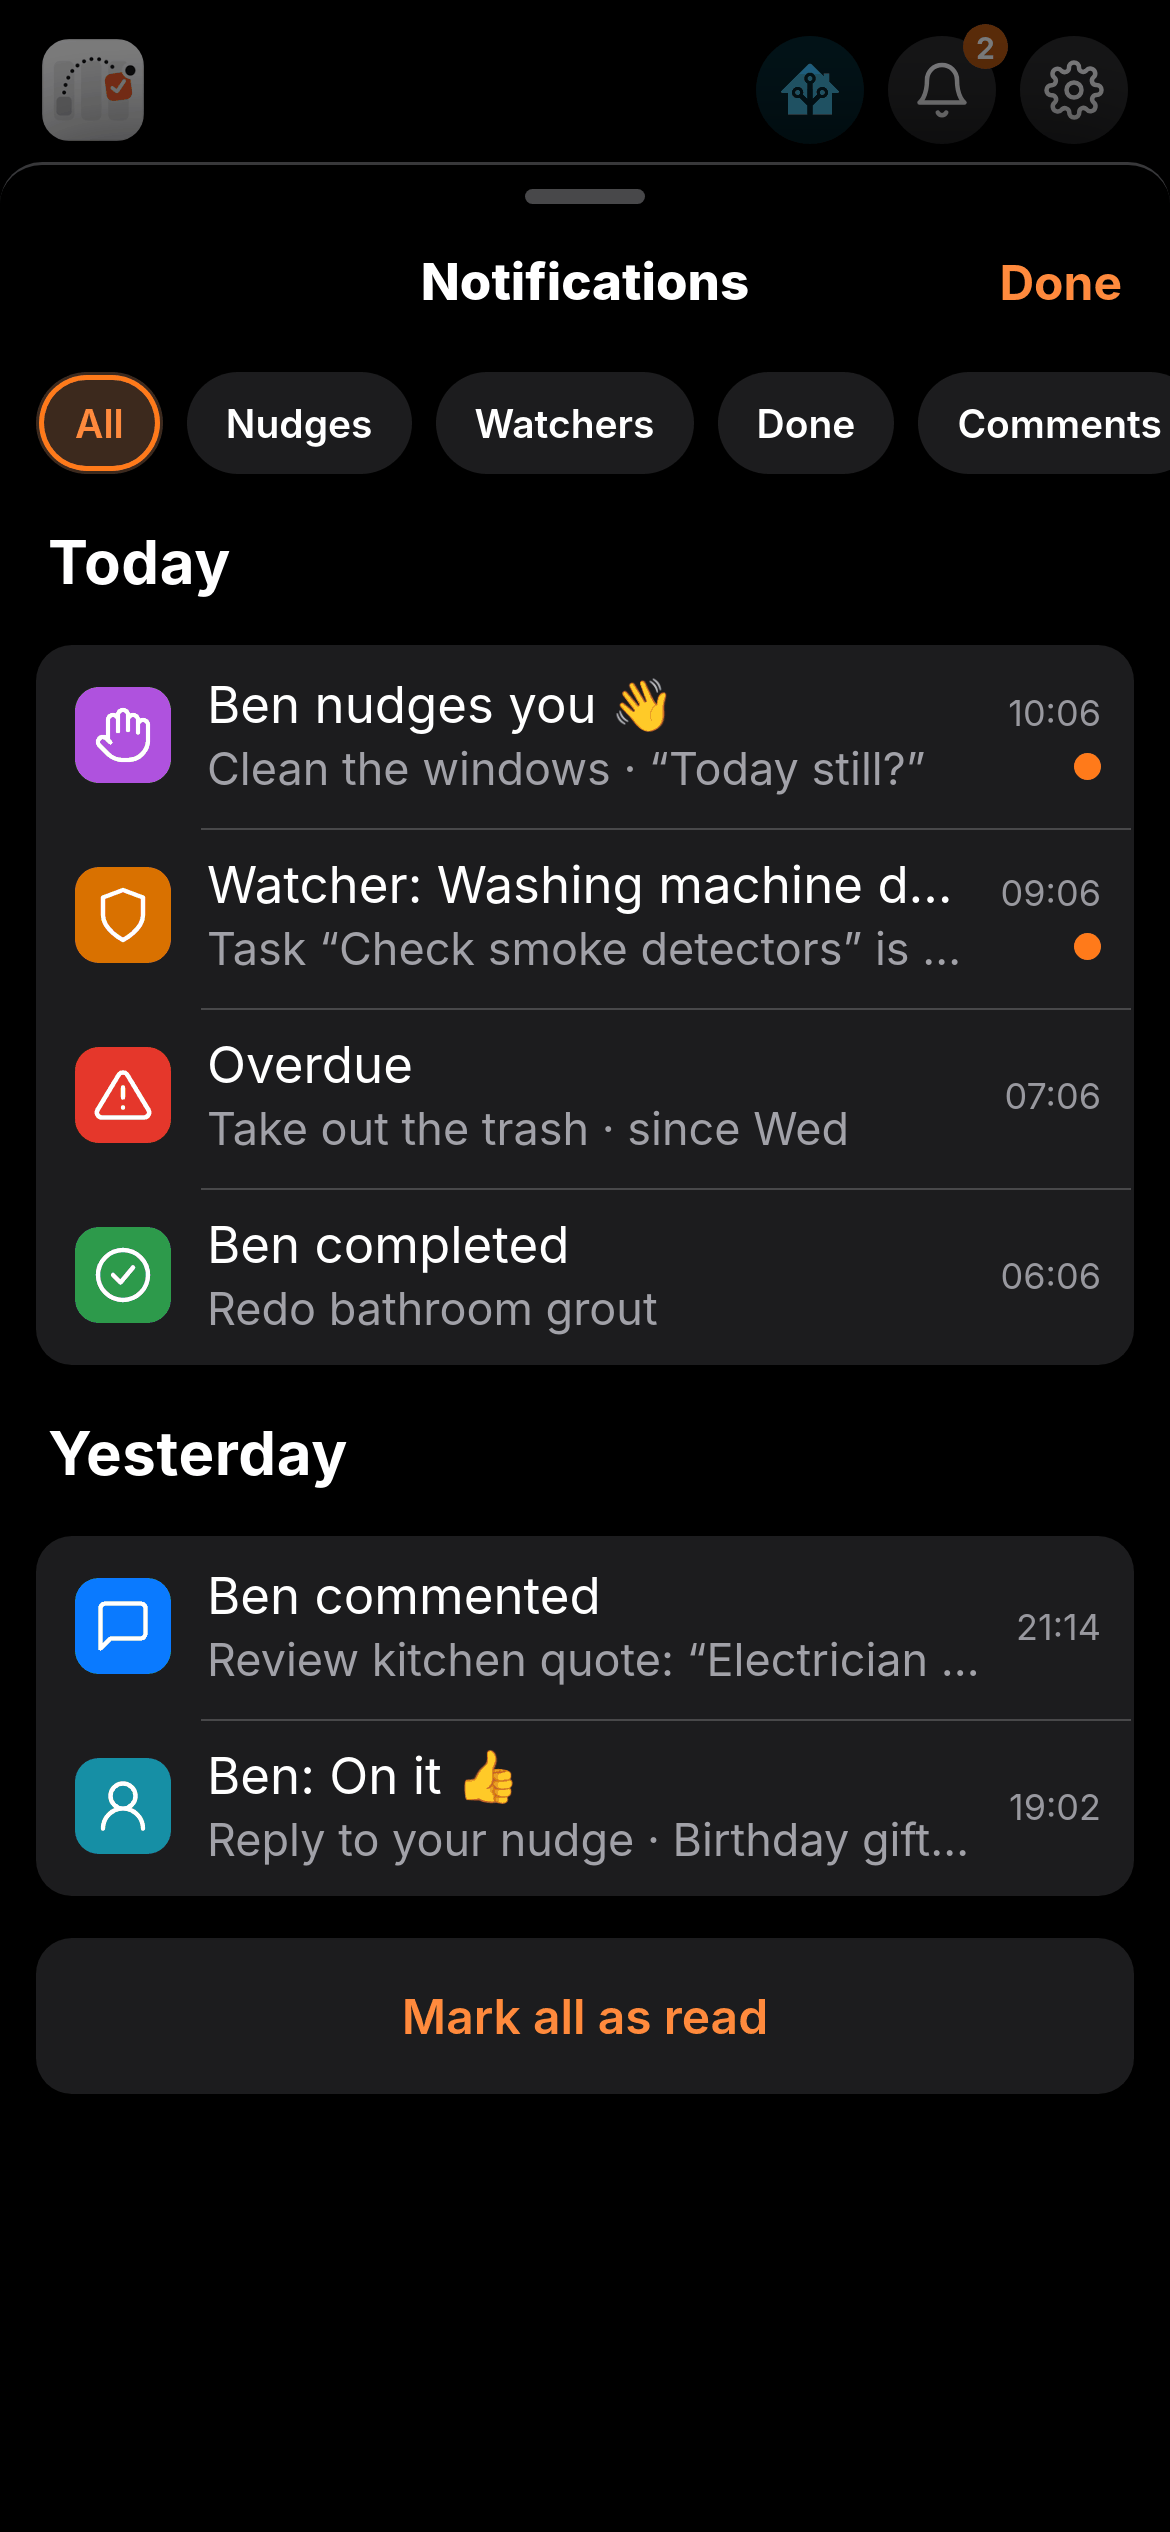 2
Notifications
Done
All
Nudges
Watchers
Done
Comments
Today
Ben nudges you 👋
10:06
Clean the windows · “Today still?”
Watcher: Washing machine d...
09:06
Task “Check smoke detectors” is ...
Overdue
07:06
Take out the trash · since Wed
Ben completed
06:06
Redo bathroom grout
Yesterday
Ben commented
21:14
Review kitchen quote: “Electrician ...
Ben: On it 👍
19:02
Reply to your nudge · Birthday gift...
Mark all as read